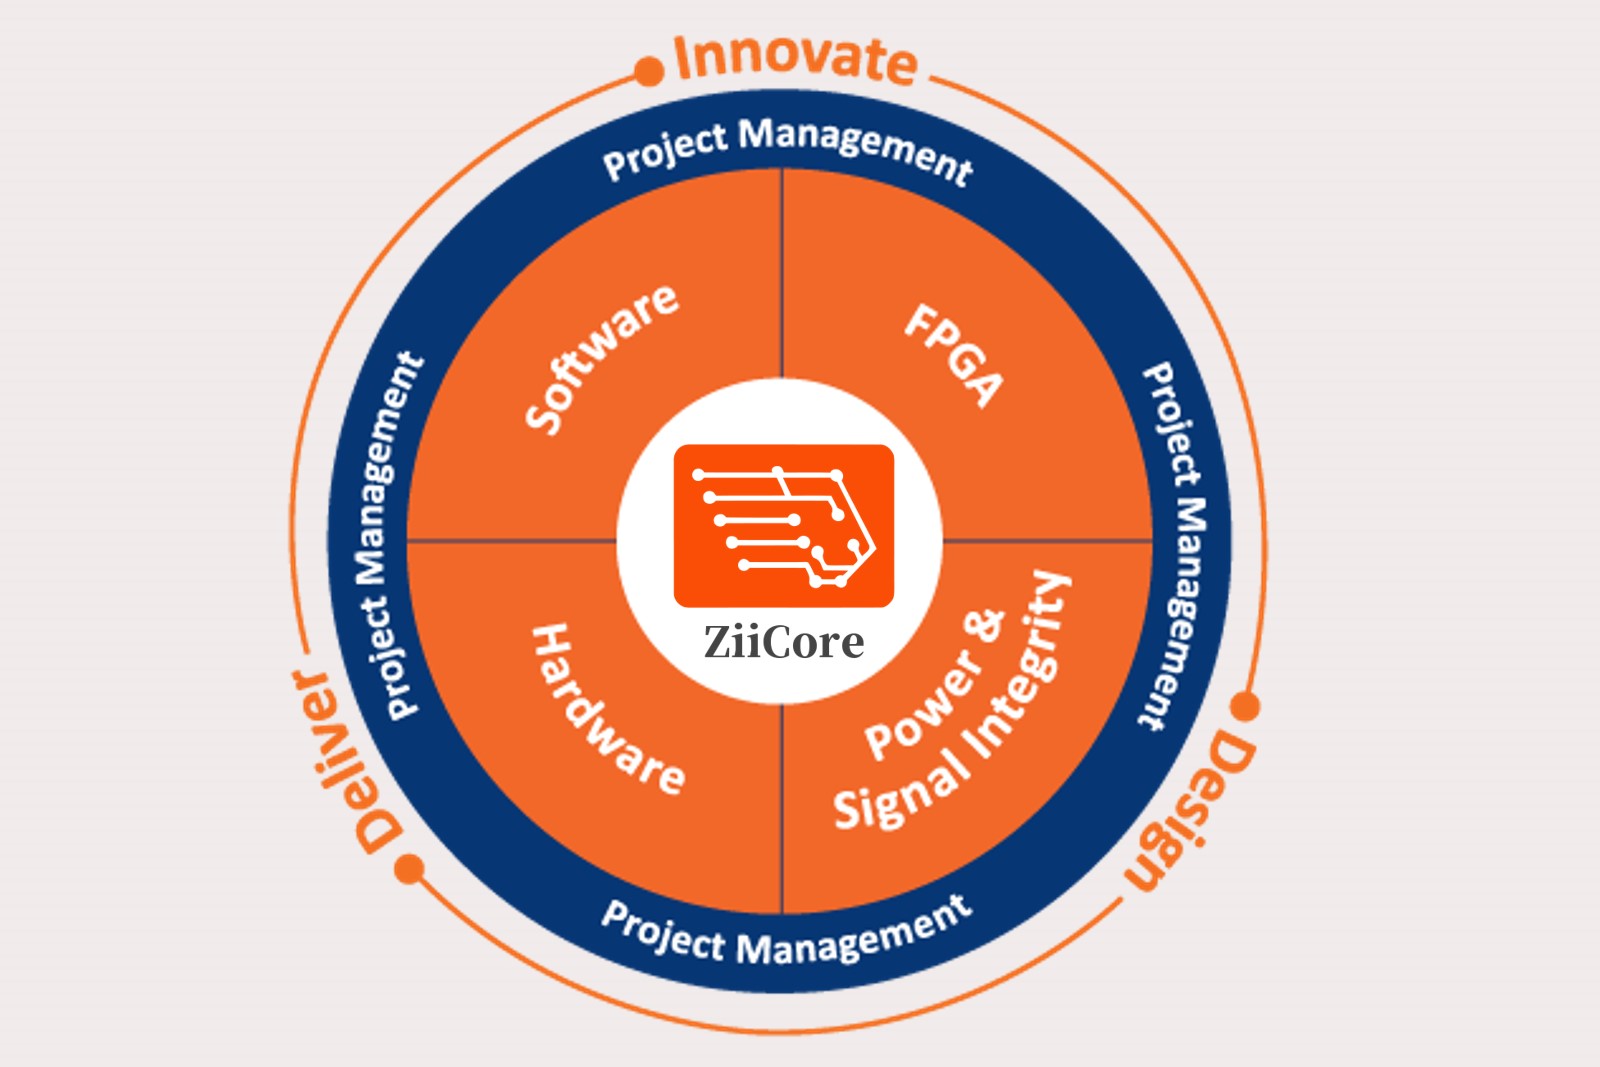 Innovate
Project Management
Software
FPGA
Project Management
Project Management
ZiiCore
Hardware
Power &
Signal Integrity
Deliver
Design
Project Management